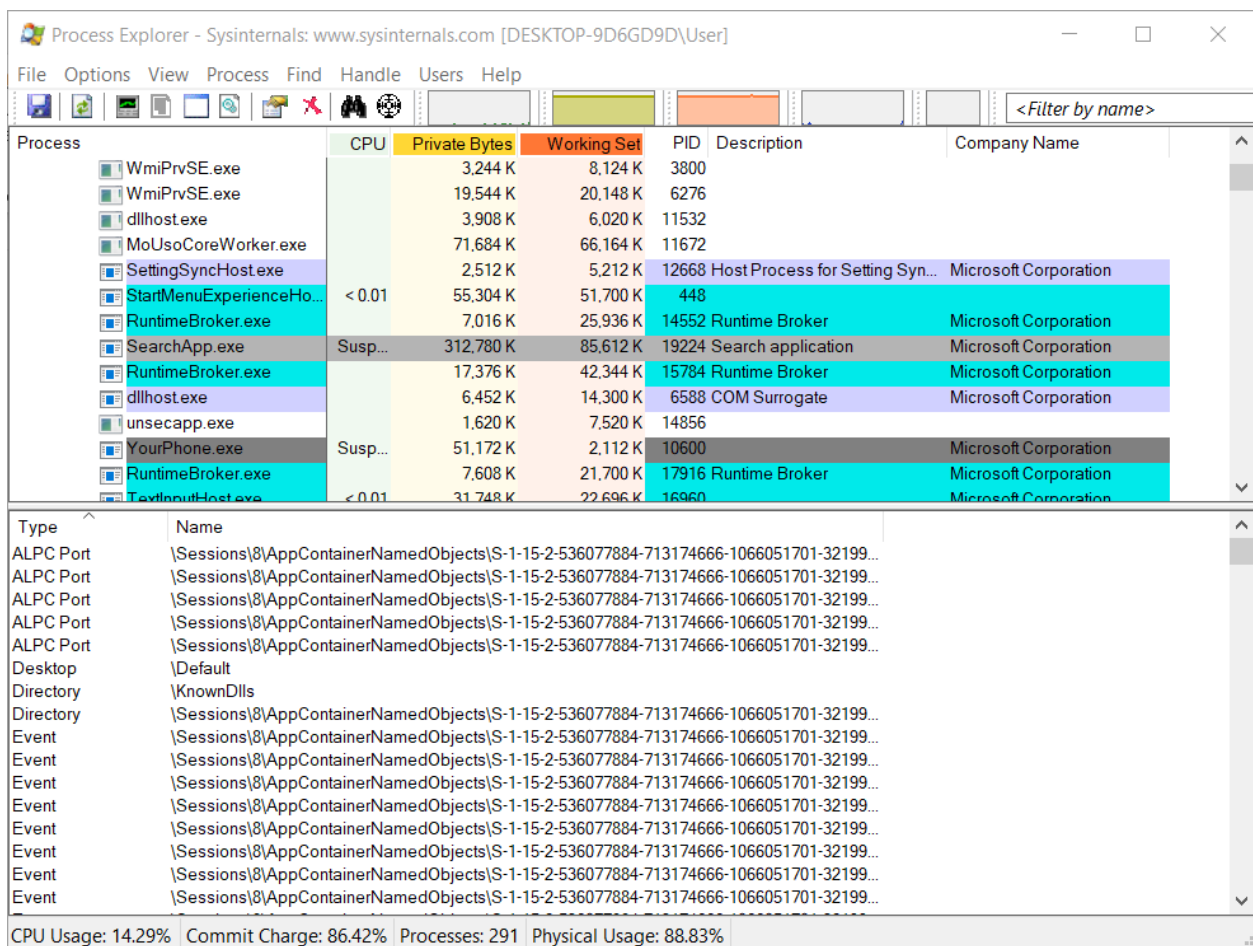 Process Explorer - Sysinternals: www.sysinternals.com [DESKTOP-9D6GD9D\User]
File Options View Process Find Handle Users Help
<Filter by name>
Process CPU Private Bytes Working Set PID Description Company Name
WmiPrvSE.exe 3,244 K 8,124 K 3800
WmiPrvSE.exe 19,544 K 20,148 K 6276
dllhost.exe 3,908 K 6,020 K 11532
MoUsoCoreWorker.exe 71,684 K 66,164 K 11672
SettingSyncHost.exe 2,512 K 5,212 K 12668 Host Process for Setting Syn... Microsoft Corporation
StartMenuExperienceHo... < 0.01 55,304 K 51,700 K 448
RuntimeBroker.exe 7,016 K 25,936 K 14552 Runtime Broker Microsoft Corporation
SearchApp.exe Susp... 312,780 K 85,612 K 19224 Search application Microsoft Corporation
RuntimeBroker.exe 17,376 K 42,344 K 15784 Runtime Broker Microsoft Corporation
dllhost.exe 6,452 K 14,300 K 6588 COM Surrogate Microsoft Corporation
unsecapp.exe 1,620 K 7,520 K 14856
YourPhone.exe Susp... 51,172 K 2,112 K 10600 Microsoft Corporation
RuntimeBroker.exe 7,608 K 21,700 K 17916 Runtime Broker Microsoft Corporation
TextInputHost.exe < 0.01 31,748 K 22,696 K 16960 Microsoft Corporation
Type Name
ALPC Port \Sessions\8\AppContainerNamedObjects\S-1-15-2-536077884-713174666-1066051701-32199...
ALPC Port \Sessions\8\AppContainerNamedObjects\S-1-15-2-536077884-713174666-1066051701-32199...
ALPC Port \Sessions\8\AppContainerNamedObjects\S-1-15-2-536077884-713174666-1066051701-32199...
ALPC Port \Sessions\8\AppContainerNamedObjects\S-1-15-2-536077884-713174666-1066051701-32199...
ALPC Port \Sessions\8\AppContainerNamedObjects\S-1-15-2-536077884-713174666-1066051701-32199...
Desktop \Default
Directory \KnownDlls
Directory \Sessions\8\AppContainerNamedObjects\S-1-15-2-536077884-713174666-1066051701-32199...
Event \Sessions\8\AppContainerNamedObjects\S-1-15-2-536077884-713174666-1066051701-32199...
Event \Sessions\8\AppContainerNamedObjects\S-1-15-2-536077884-713174666-1066051701-32199...
Event \Sessions\8\AppContainerNamedObjects\S-1-15-2-536077884-713174666-1066051701-32199...
Event \Sessions\8\AppContainerNamedObjects\S-1-15-2-536077884-713174666-1066051701-32199...
Event \Sessions\8\AppContainerNamedObjects\S-1-15-2-536077884-713174666-1066051701-32199...
Event \Sessions\8\AppContainerNamedObjects\S-1-15-2-536077884-713174666-1066051701-32199...
Event \Sessions\8\AppContainerNamedObjects\S-1-15-2-536077884-713174666-1066051701-32199...
Event \Sessions\8\AppContainerNamedObjects\S-1-15-2-536077884-713174666-1066051701-32199...
CPU Usage: 14.29% Commit Charge: 86.42% Processes: 291 Physical Usage: 88.83%